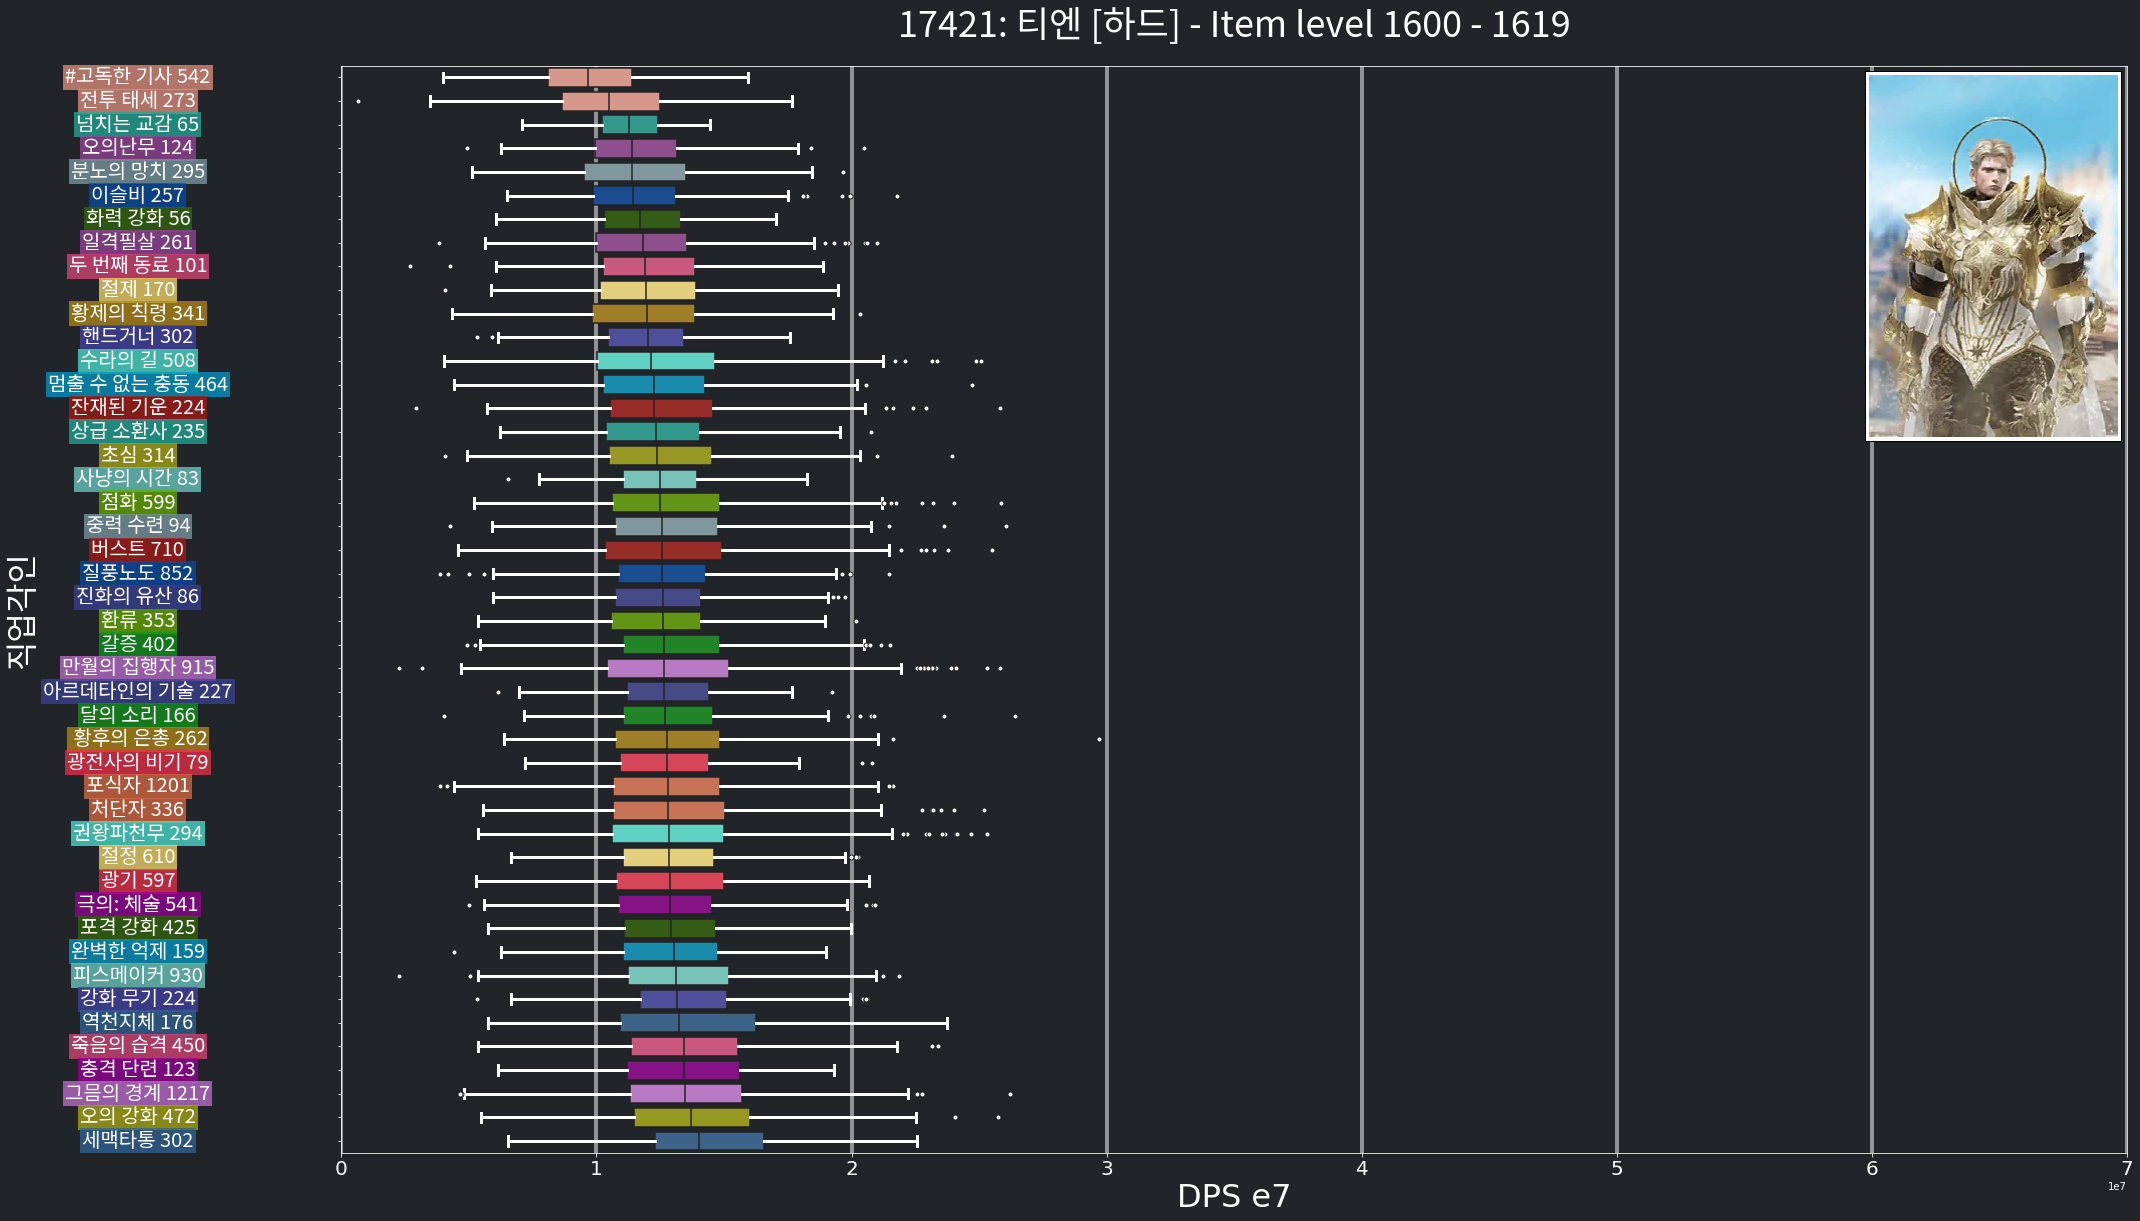 17421: 티엔 [하드] - Item level 1600 - 1619
#고독한 기사 542
전투 태세 273
넘치는 교감 65
오의난무 124
분노의 망치 295
이슬비 257
화력 강화 56
일격필살 261
두 번째 동료 101
절제 170
황제의 칙령 341
핸드거너 302
수라의 길 508
멈출 수 없는 충동 464
잔재된 기운 224
상급 소환사 235
초심 314
사냥의 시간 83
점화 599
중력 수련 94
버스트 710
질풍노도 852
진화의 유산 86
환류 353
갈증 402
만월의 집행자 915
아르데타인의 기술 227
달의 소리 166
황후의 은총 262
광전사의 비기 79
포식자 1201
처단자 336
권왕파천무 294
절정 610
광기 597
극의: 체술 541
포격 강화 425
완벽한 억제 159
피스메이커 930
강화 무기 224
역천지체 176
죽음의 습격 450
충격 단련 123
그믐의 경계 1217
오의 강화 472
세맥타통 302
직업각인
0 1 2 3 4 5 6 7
DPS e7
1e7